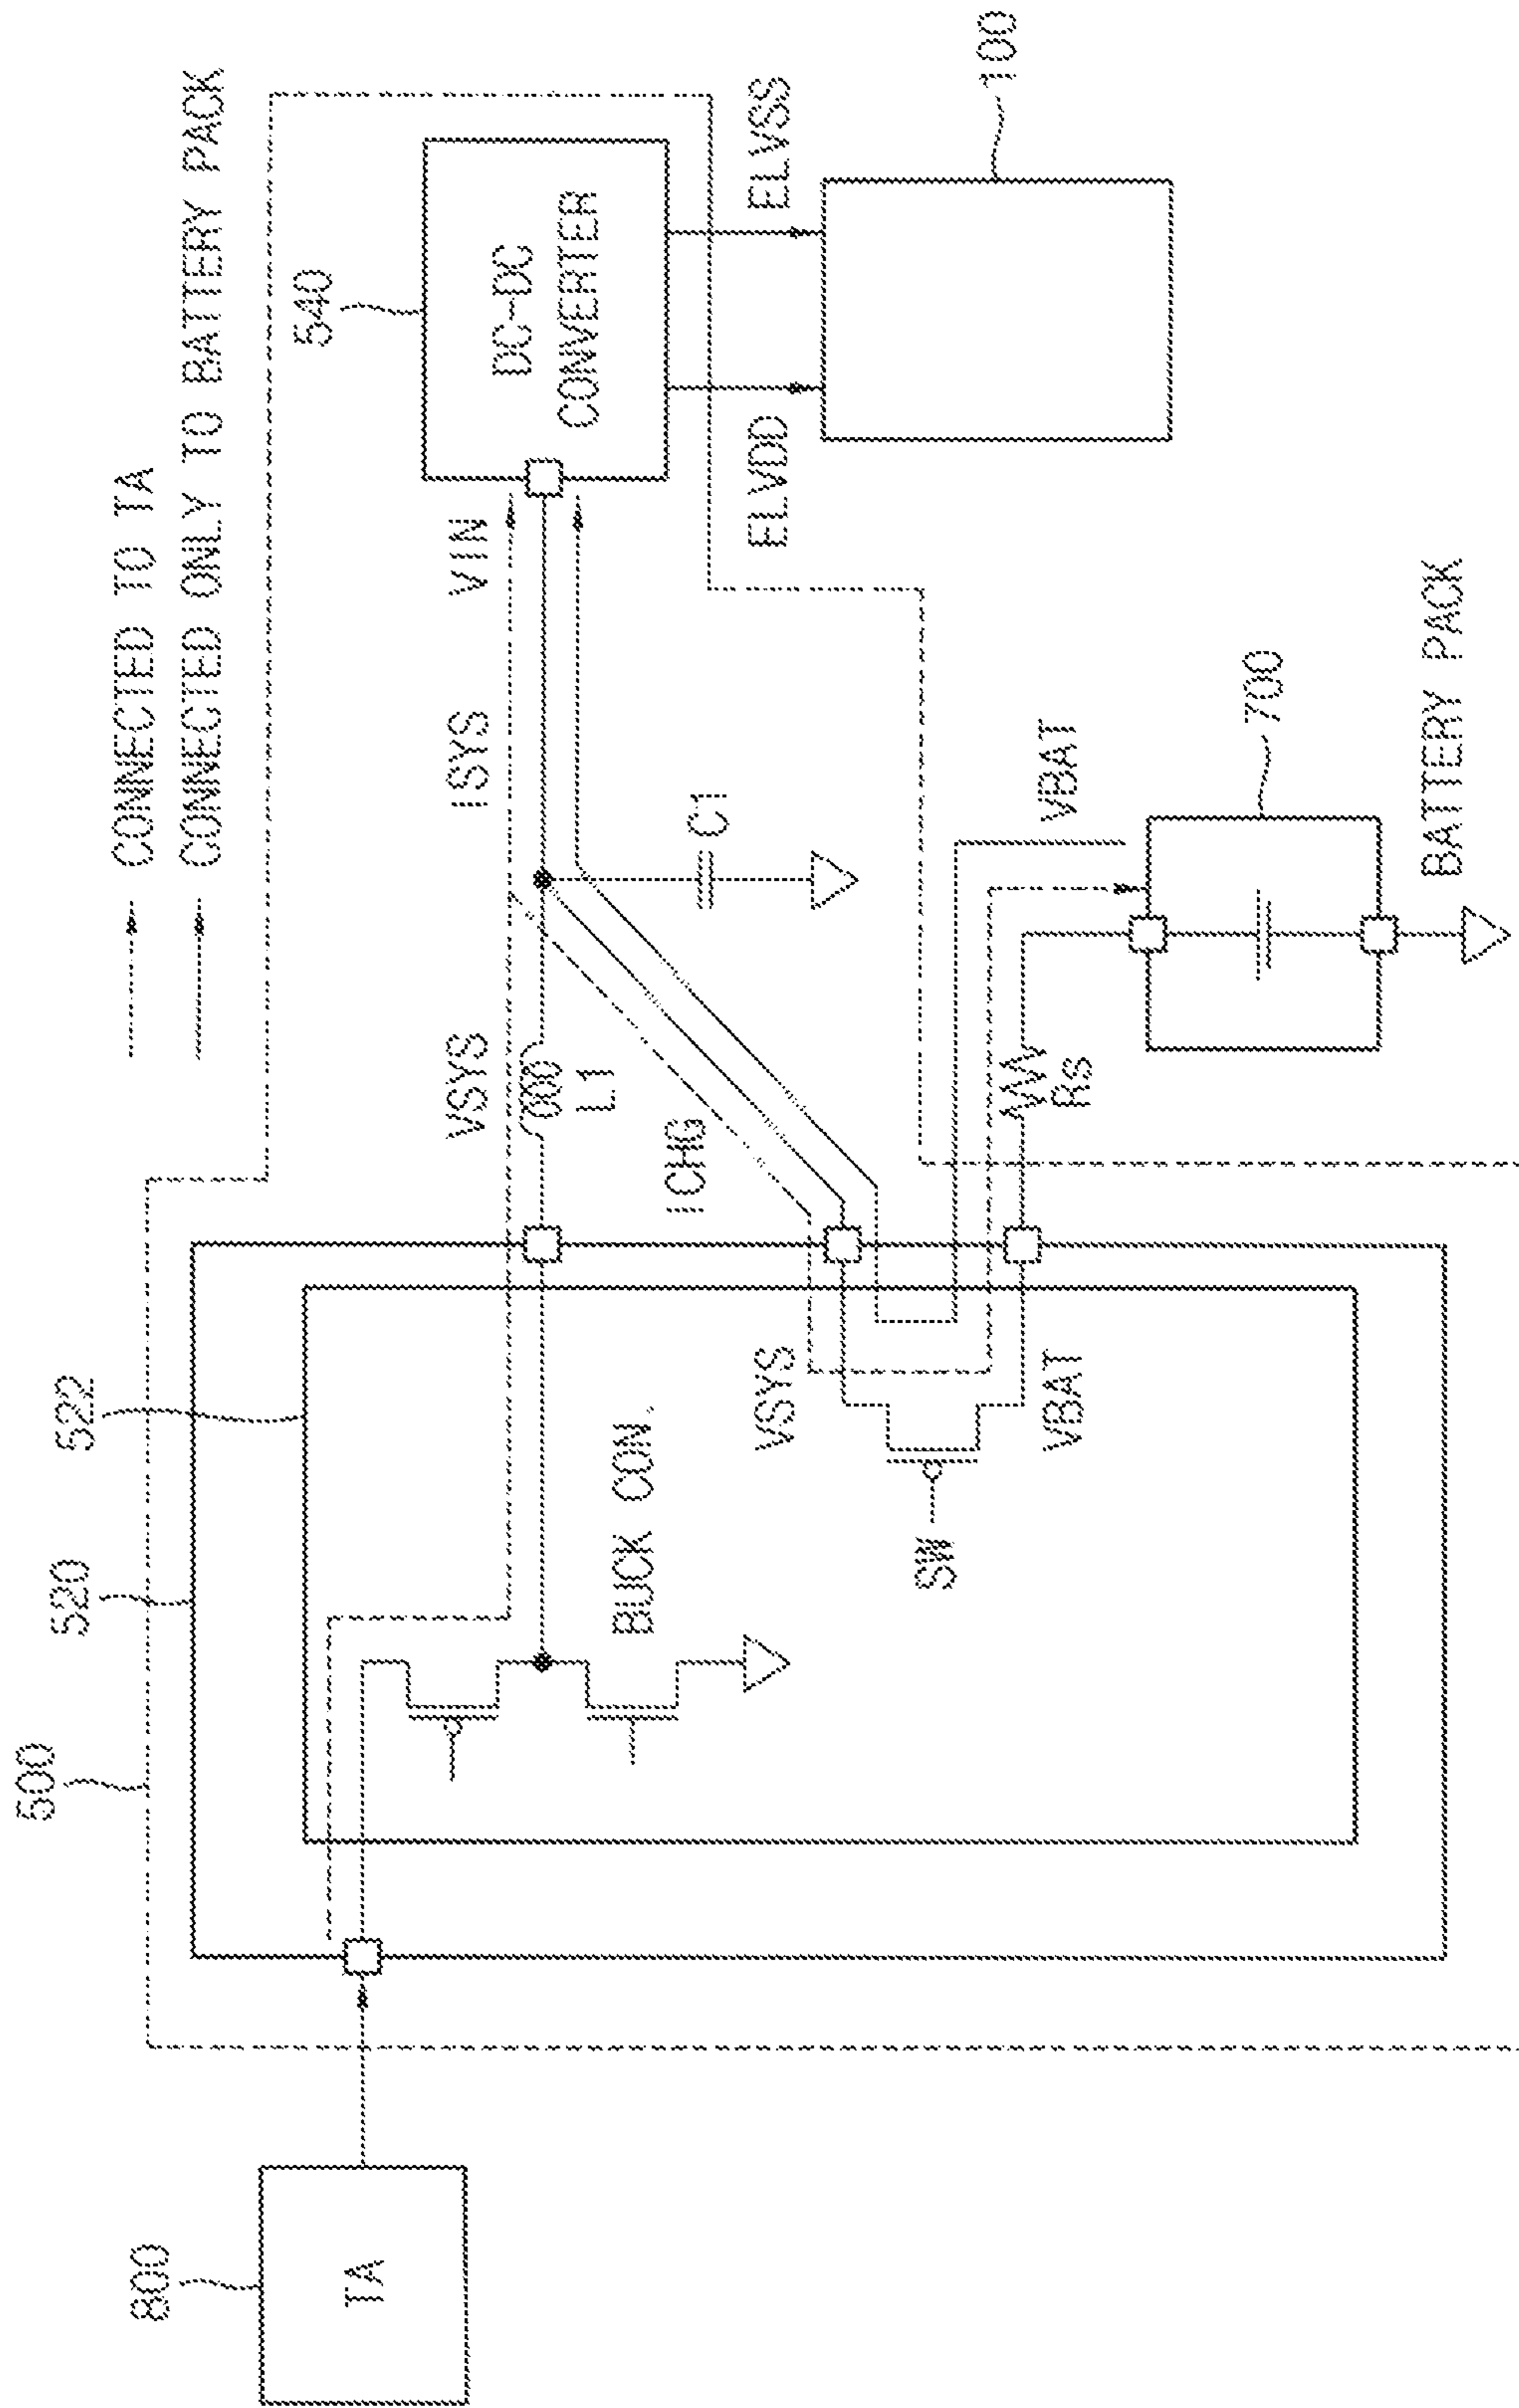 CONNECTED TO TA
CONNECTED ONLY TO BATTERY PACK
500
520
522
540
DC-DC
CONVERTER
800
TA
VSYS
ISYS
VIN
L1
BUCK CON.
ICHG
C1
ELVDD
ELVSS
100
VSYS
SW
VBAT
Rs
VBAT
700
BATTERY PACK